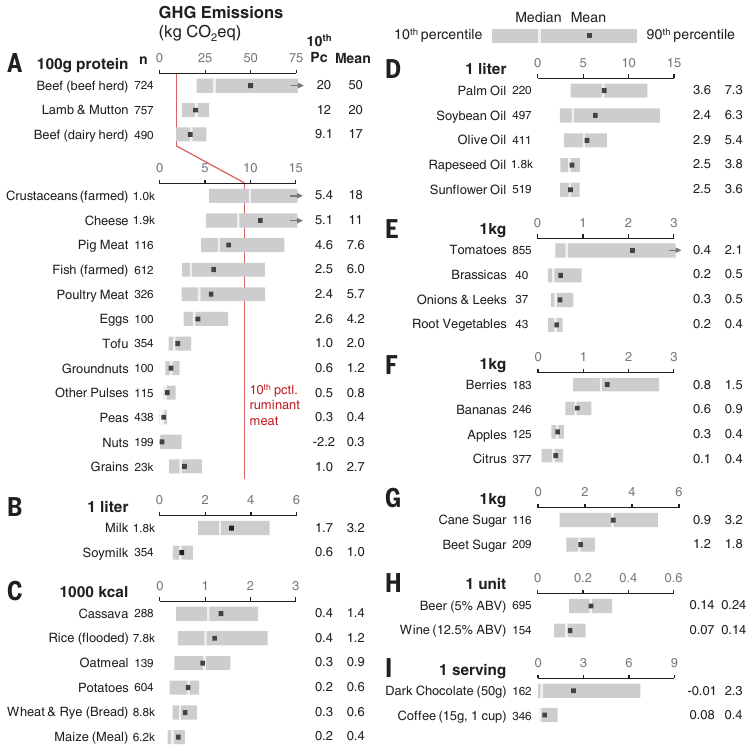 GHG Emissions
(kg CO2eq)
Median Mean
10th percentile
90th percentile
10th
Pc Mean
A
100g protein n
0 25 50 75
Beef (beef herd) 724 20 50
Lamb & Mutton 757 12 20
Beef (dairy herd) 490 9.1 17
0 5 10 15
Crustaceans (farmed) 1.0k 5.4 18
Cheese 1.9k 5.1 11
Pig Meat 116 4.6 7.6
Fish (farmed) 612 2.5 6.0
Poultry Meat 326 2.4 5.7
Eggs 100 2.6 4.2
Tofu 354 1.0 2.0
Groundnuts 100 0.6 1.2
Other Pulses 115 0.5 0.8
Peas 438 0.3 0.4
Nuts 199 -2.2 0.3
Grains 23k 1.0 2.7
10th pctl.
ruminant
meat
B
1 liter
0 2 4 6
Milk 1.8k 1.7 3.2
Soymilk 354 0.6 1.0
C
1000 kcal
0 1 2 3
Cassava 288 0.4 1.4
Rice (flooded) 7.8k 0.4 1.2
Oatmeal 139 0.3 0.9
Potatoes 604 0.2 0.6
Wheat & Rye (Bread) 8.8k 0.3 0.6
Maize (Meal) 6.2k 0.2 0.4
D
1 liter
0 5 10 15
Palm Oil 220 3.6 7.3
Soybean Oil 497 2.4 6.3
Olive Oil 411 2.9 5.4
Rapeseed Oil 1.8k 2.5 3.8
Sunflower Oil 519 2.5 3.6
E
1kg
0 1 2 3
Tomatoes 855 0.4 2.1
Brassicas 40 0.2 0.5
Onions & Leeks 37 0.3 0.5
Root Vegetables 43 0.2 0.4
F
1kg
0 1 2 3
Berries 183 0.8 1.5
Bananas 246 0.6 0.9
Apples 125 0.3 0.4
Citrus 377 0.1 0.4
G
1kg
0 2 4 6
Cane Sugar 116 0.9 3.2
Beet Sugar 209 1.2 1.8
H
1 unit
0 0.2 0.4 0.6
Beer (5% ABV) 695 0.14 0.24
Wine (12.5% ABV) 154 0.07 0.14
I
1 serving
0 3 6 9
Dark Chocolate (50g) 162 -0.01 2.3
Coffee (15g, 1 cup) 346 0.08 0.4